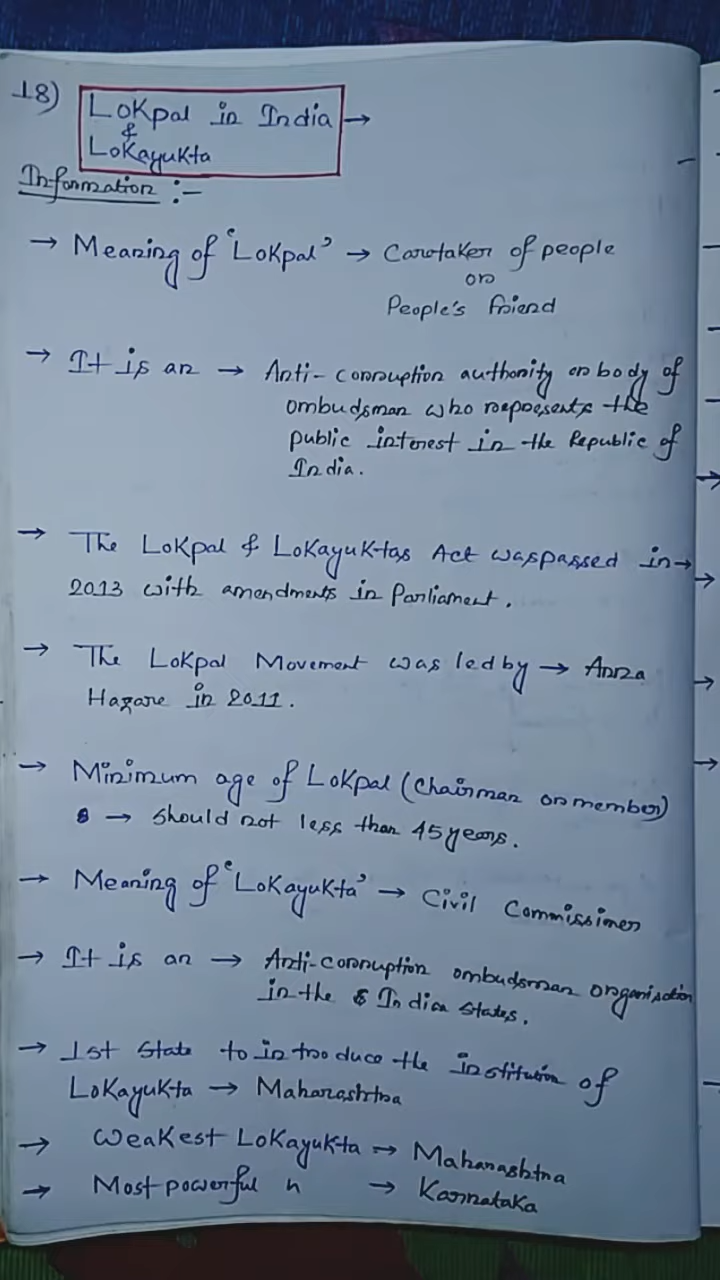 18) Lokpal in India →
&
Lokayukta
Information :-
→ Meaning of 'Lokpal' → Caretaker of people
or
People's friend
→ It is an → Anti-corruption authority or body of
ombudsman who represents the
public interest in the Republic of
India.
→ The Lokpal & Lokayuktas Act was passed in →
2013 with amendments in Parliament.
→ The Lokpal Movement was led by → Anna
Hazare in 2011.
→ Minimum age of Lokpal (Chairman or member)
→ should not less than 45 years.
→ Meaning of 'Lokayukta' → Civil Commissioner
→ It is an → Anti-corruption ombudsman organisation
in the Indian states.
→ 1st state to introduce the institution of
Lokayukta → Maharashtra
→ Weakest Lokayukta → Maharashtra
→ Most powerful " → Karnataka